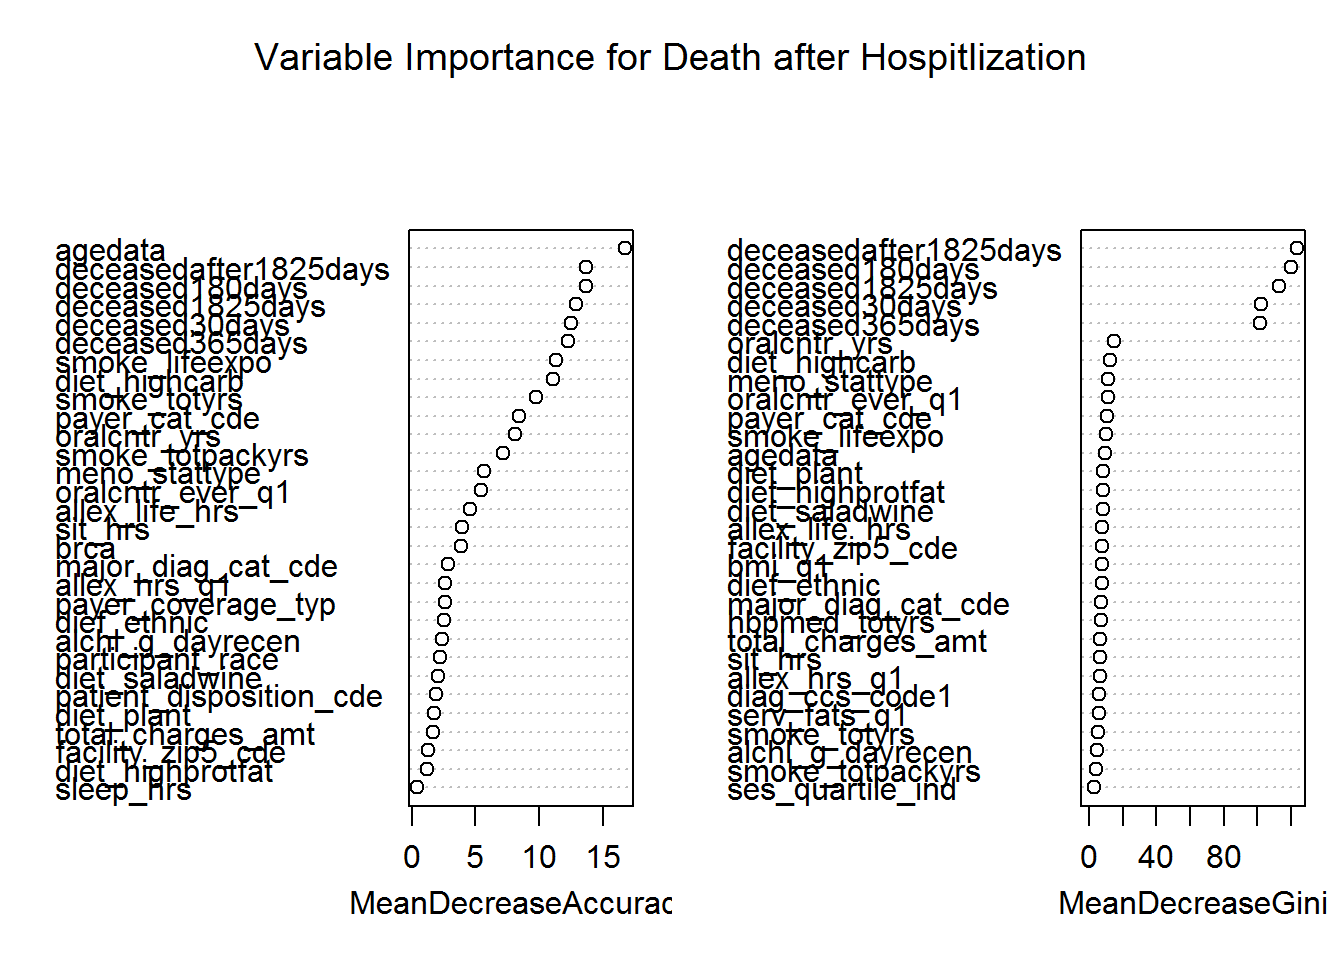 Variable Importance for Death after Hospitlization
agedata
deceasedafter1825days
deceased180days
deceased1825days
deceased30days
deceased365days
smoke_lifeexpo
diet_highcarb
smoke_totyrs
payer_cat_cde
oralcntr_yrs
smoke_totpackyrs
meno_stattype
oralcntr_ever_q1
allex_life_hrs
sit_hrs
brca
major_diag_cat_cde
allex_hrs_q1
payer_coverage_typ
diet_ethnic
alchl_g_dayrecen
participant_race
diet_saladwine
patient_disposition_cde
diet_plant
total_charges_amt
facility_zip5_cde
diet_highprotfat
sleep_hrs
0 5 10 15
MeanDecreaseAccurac
deceasedafter1825days
deceased180days
deceased1825days
deceased30days
deceased365days
oralcntr_yrs
diet_highcarb
meno_stattype
oralcntr_ever_q1
payer_cat_cde
smoke_lifeexpo
agedata
diet_plant
diet_highprotfat
diet_saladwine
allex_life_hrs
facility_zip5_cde
bmi_q1
diet_ethnic
major_diag_cat_cde
hbpmed_totyrs
total_charges_amt
sit_hrs
allex_hrs_q1
diag_ccs_code1
serv_fats_q1
smoke_totyrs
alchl_g_dayrecen
smoke_totpackyrs
ses_quartile_ind
0 40 80
MeanDecreaseGini